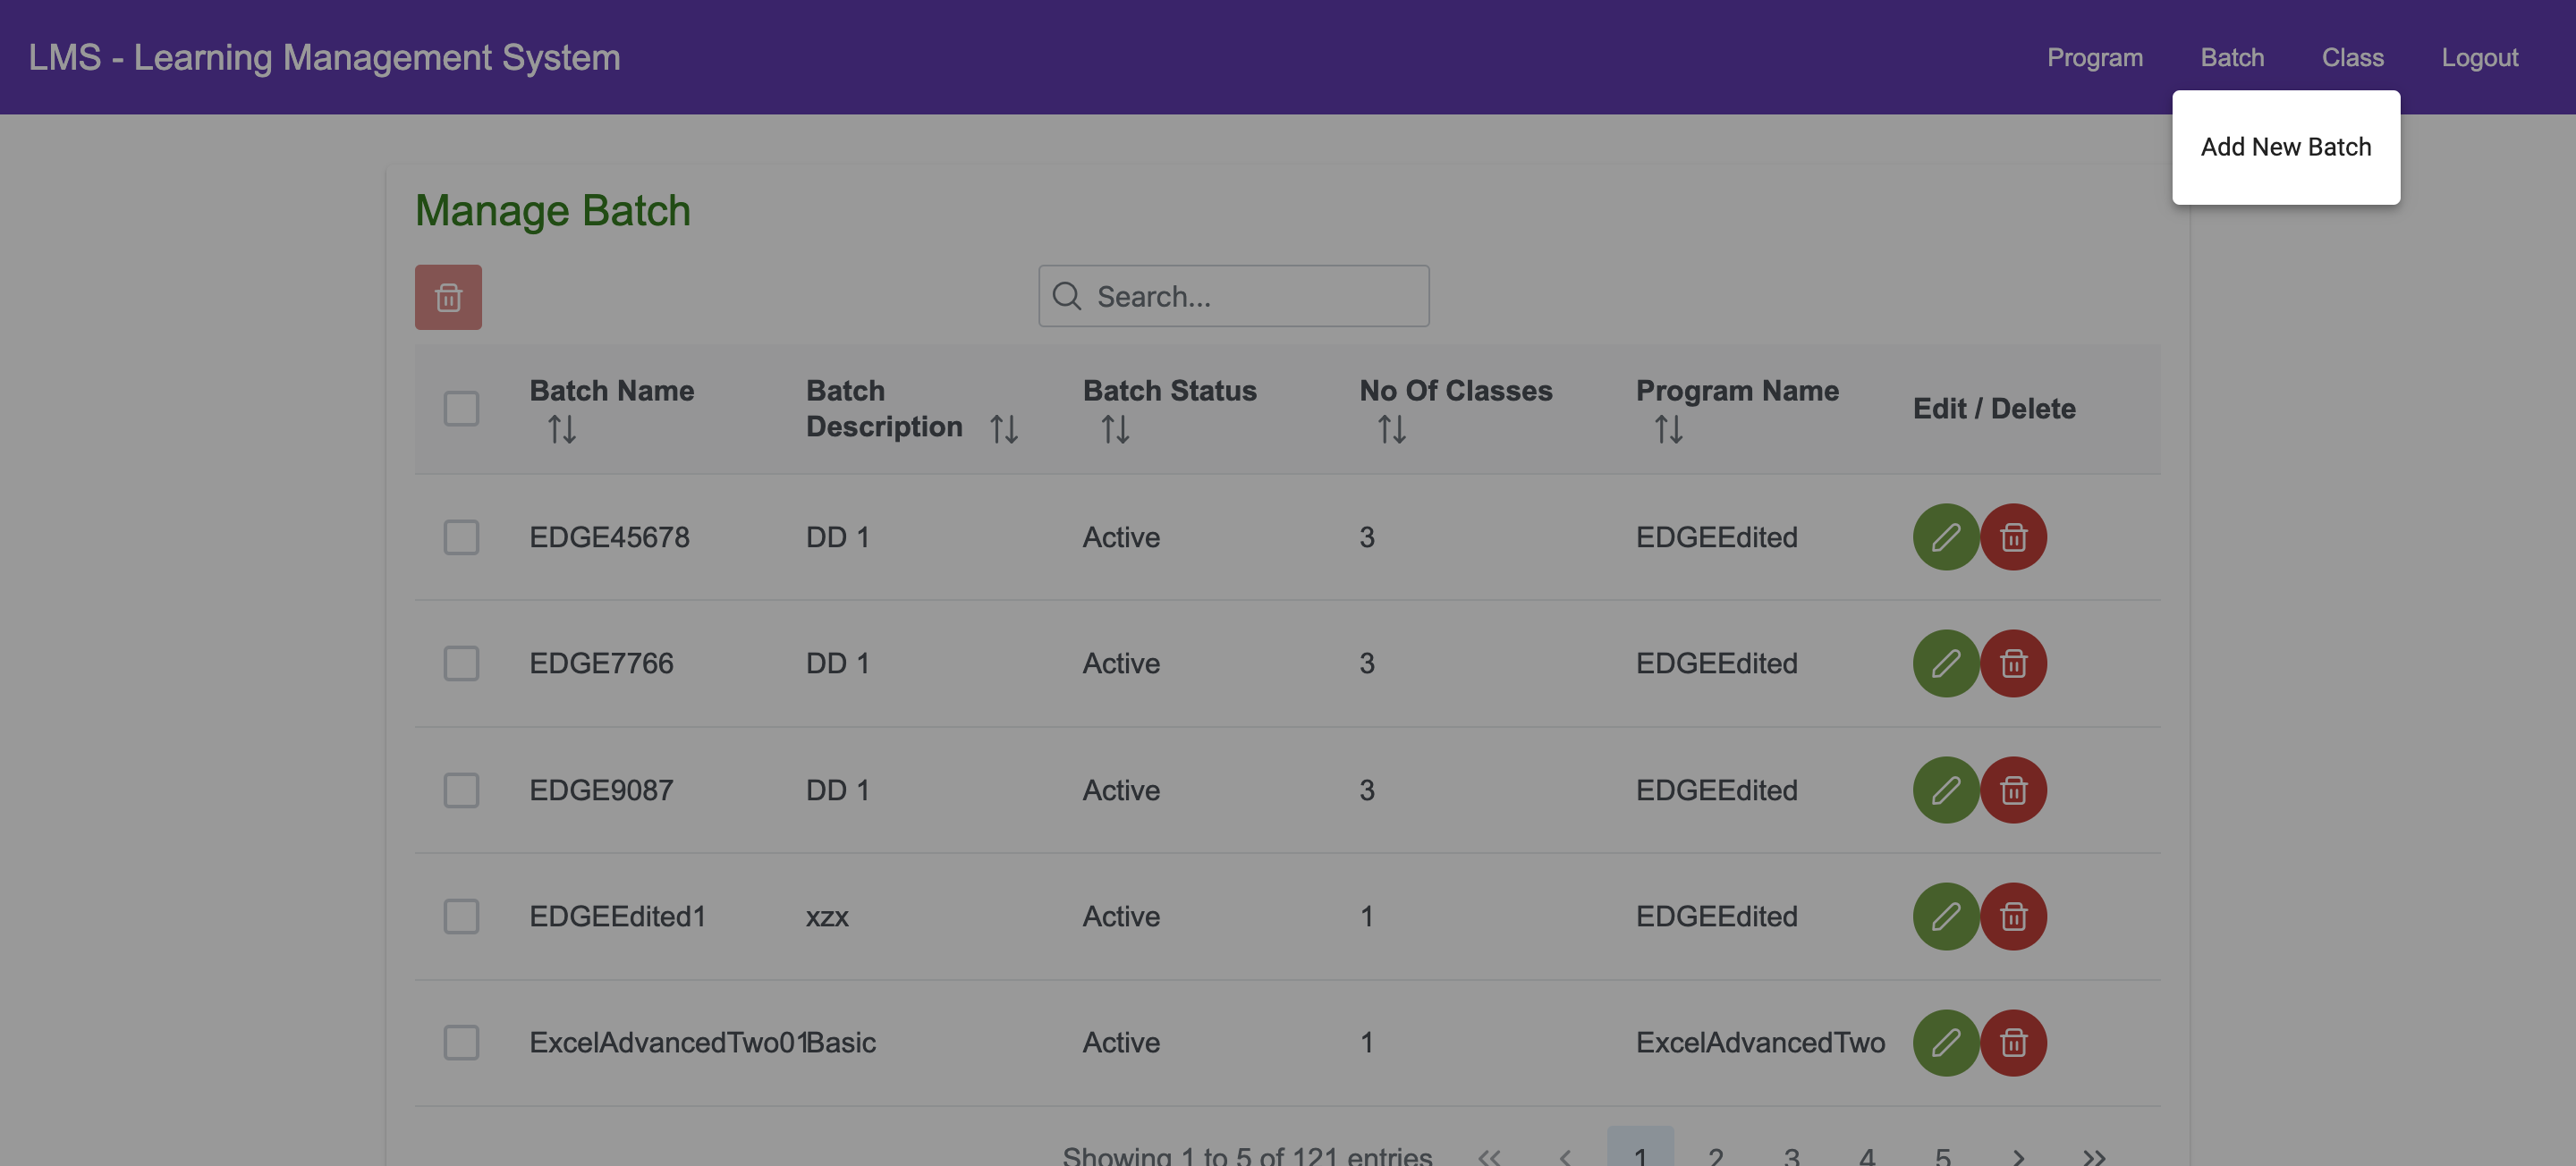 LMS - Learning Management System
Program Batch Class Logout
Add New Batch
Manage Batch
Search...
Batch Name Batch Description Batch Status No Of Classes Program Name Edit / Delete
EDGE45678 DD 1 Active 3 EDGEEdited
EDGE7766 DD 1 Active 3 EDGEEdited
EDGE9087 DD 1 Active 3 EDGEEdited
EDGEEdited1 xzx Active 1 EDGEEdited
ExcelAdvancedTwo01 Basic Active 1 ExcelAdvancedTwo
Showing 1 to 5 of 121 entries << < 1 2 3 4 5 > >>